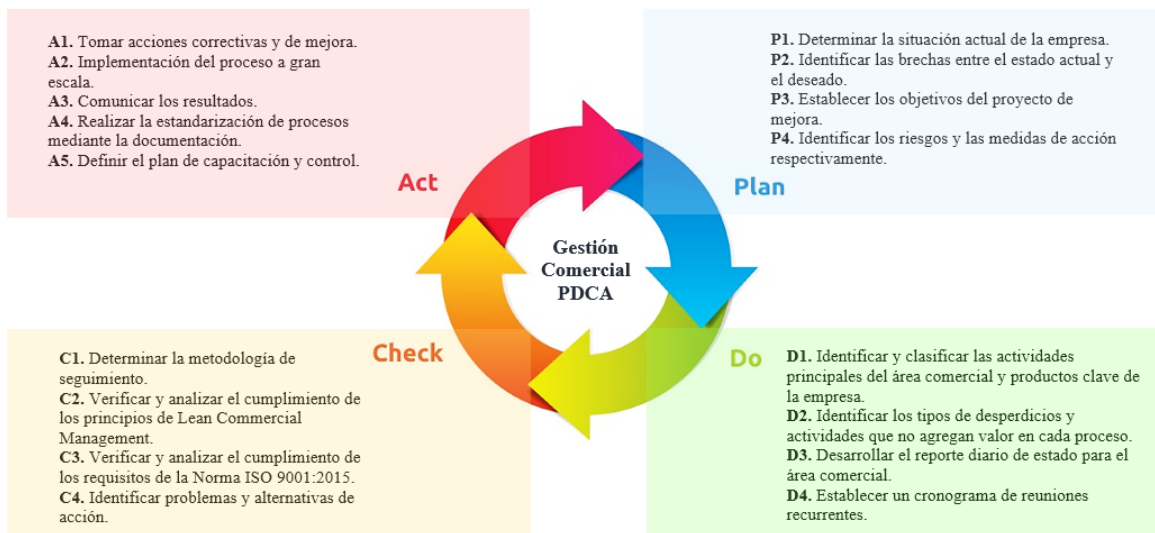 A1. Tomar acciones correctivas y de mejora.
A2. Implementación del proceso a gran
escala.
A3. Comunicar los resultados.
A4. Realizar la estandarización de procesos
mediante la documentación.
A5. Definir el plan de capacitación y control.
Act
P1. Determinar la situación actual de la empresa.
P2. Identificar las brechas entre el estado actual y
el deseado.
P3. Establecer los objetivos del proyecto de
mejora.
P4. Identificar los riesgos y las medidas de acción
respectivamente.
Plan
Gestión
Comercial
PDCA
Check
C1. Determinar la metodología de
seguimiento.
C2. Verificar y analizar el cumplimiento de
los principios de Lean Commercial
Management.
C3. Verificar y analizar el cumplimiento de
los requisitos de la Norma ISO 9001:2015.
C4. Identificar problemas y alternativas de
acción.
Do
D1. Identificar y clasificar las actividades
principales del área comercial y productos clave de
la empresa.
D2. Identificar los tipos de desperdicios y
actividades que no agregan valor en cada proceso.
D3. Desarrollar el reporte diario de estado para el
área comercial.
D4. Establecer un cronograma de reuniones
recurrentes.